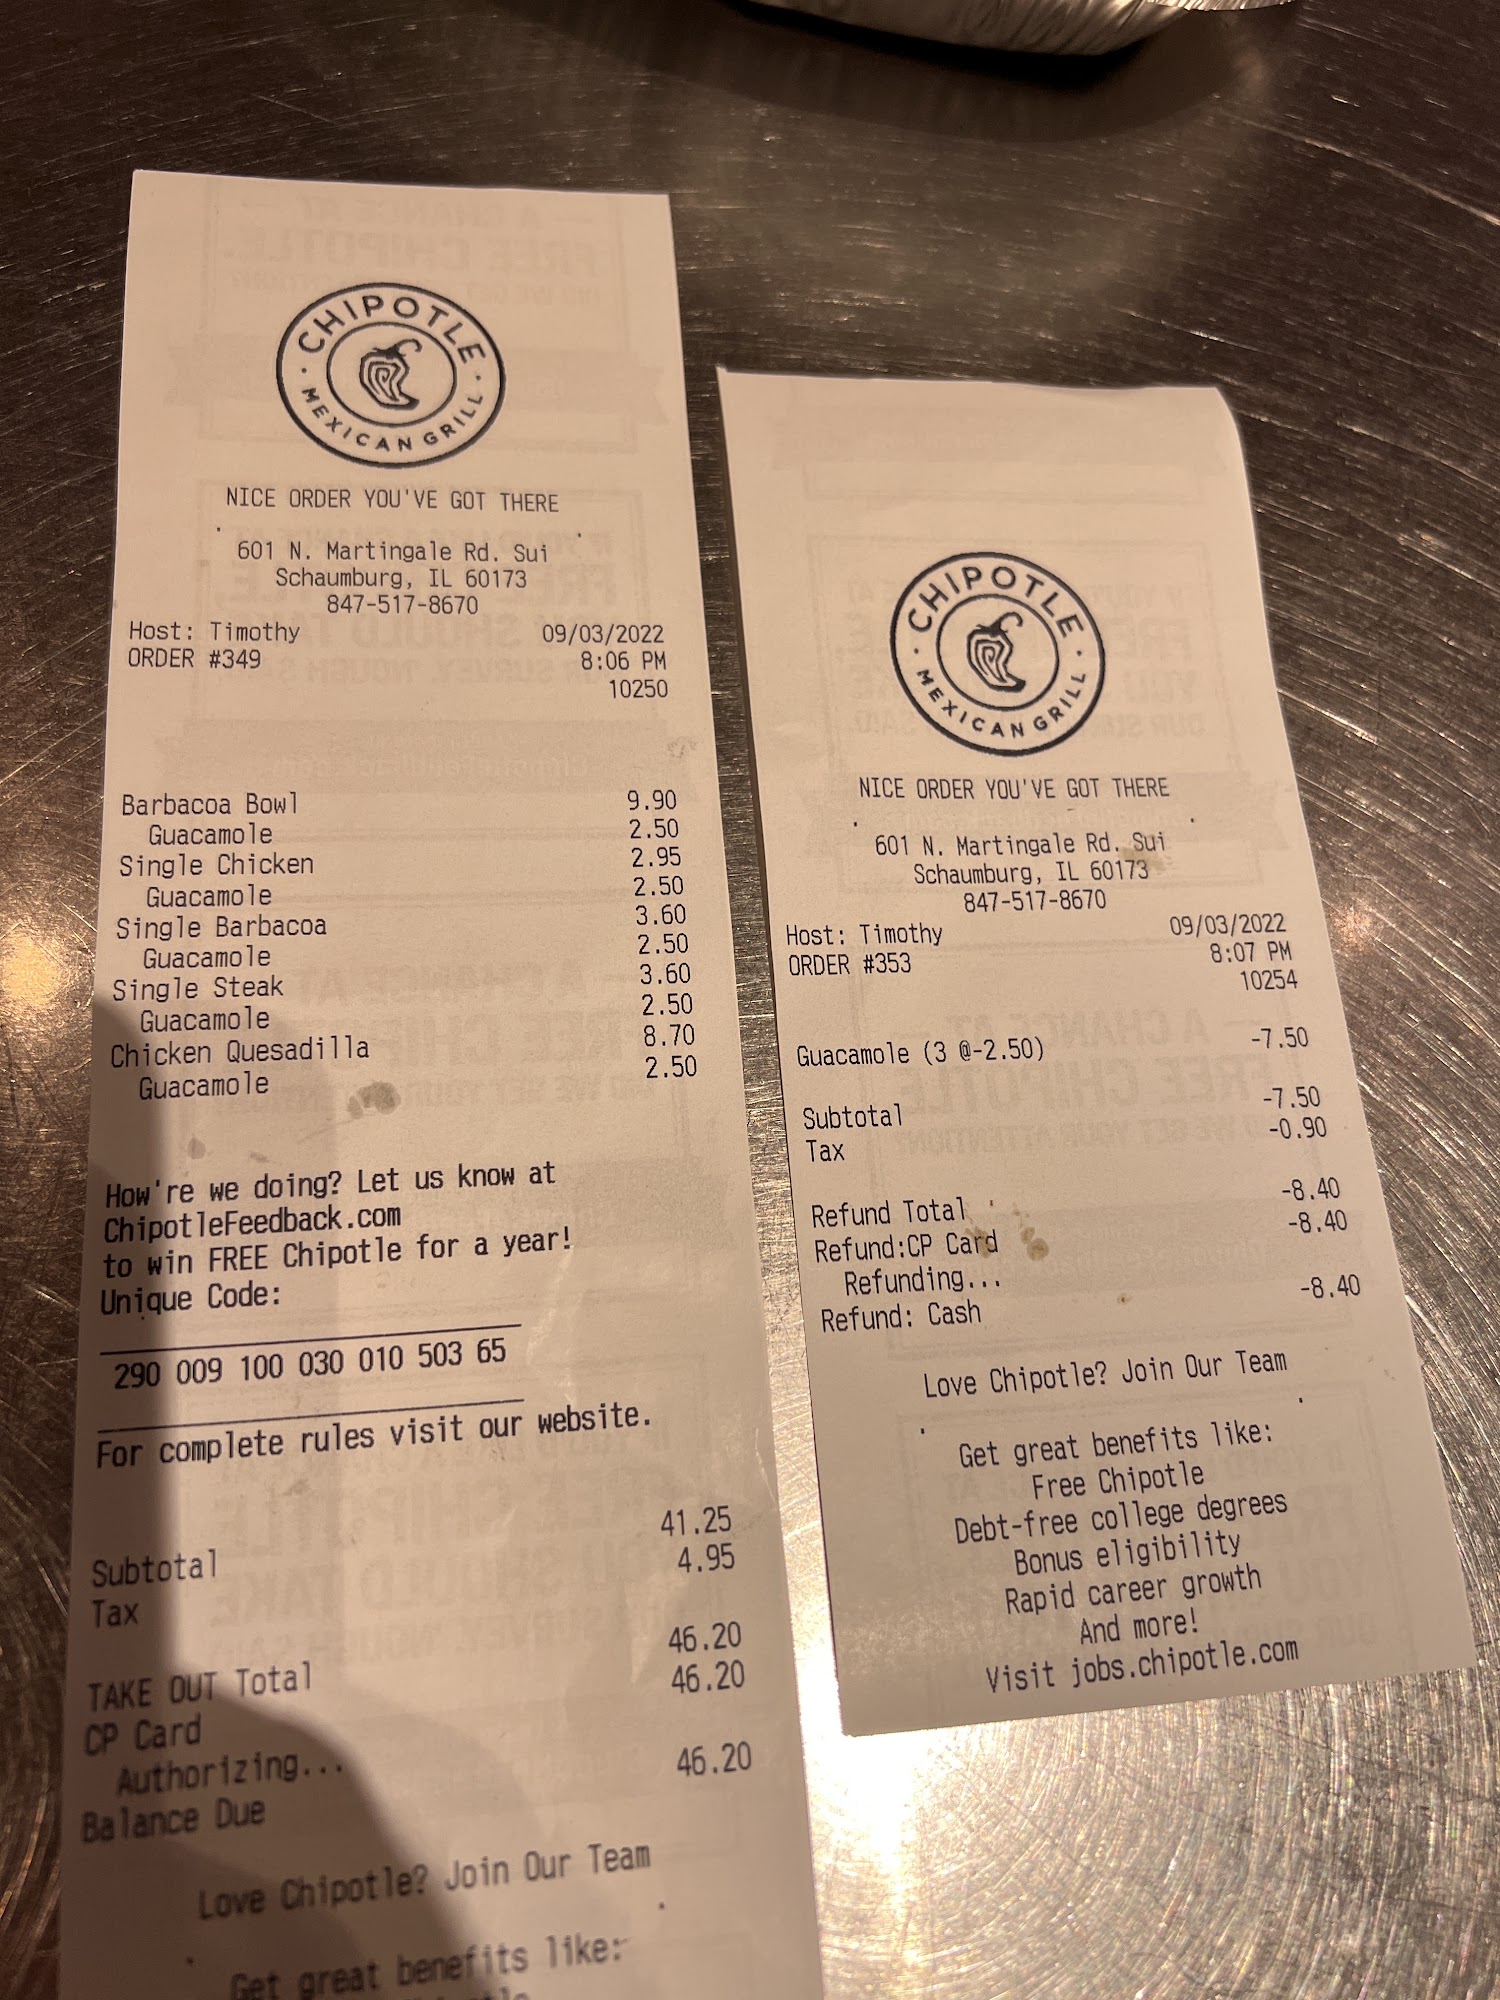 CHIPOTLE
MEXICAN GRILL
NICE ORDER YOU'VE GOT THERE
601 N. Martingale Rd. Sui
Schaumburg, IL 60173
847-517-8670
Host: Timothy 09/03/2022
ORDER #349 8:06 PM
10250
Barbacoa Bowl 9.90
Guacamole 2.50
Single Chicken 2.95
Guacamole 2.50
Single Barbacoa 3.60
Guacamole 2.50
Single Steak 3.60
Guacamole 2.50
Chicken Quesadilla 8.70
Guacamole 2.50
How're we doing? Let us know at
ChipotleFeedback.com
to win FREE Chipotle for a year!
Unique Code:
290 009 100 030 010 503 65
For complete rules visit our website.
Subtotal 41.25
Tax 4.95
TAKE OUT Total 46.20
CP Card 46.20
Authorizing...
Balance Due 46.20
Love Chipotle? Join Our Team
Get great benefits like:
CHIPOTLE
MEXICAN GRILL
NICE ORDER YOU'VE GOT THERE
601 N. Martingale Rd. Sui
Schaumburg, IL 60173
847-517-8670
Host: Timothy 09/03/2022
ORDER #353 8:07 PM
10254
Guacamole (3 @-2.50) -7.50
Subtotal -7.50
Tax -0.90
Refund Total -8.40
Refund:CP Card -8.40
Refunding...
Refund: Cash -8.40
Love Chipotle? Join Our Team
Get great benefits like:
Free Chipotle
Debt-free college degrees
Bonus eligibility
Rapid career growth
And more!
Visit jobs.chipotle.com